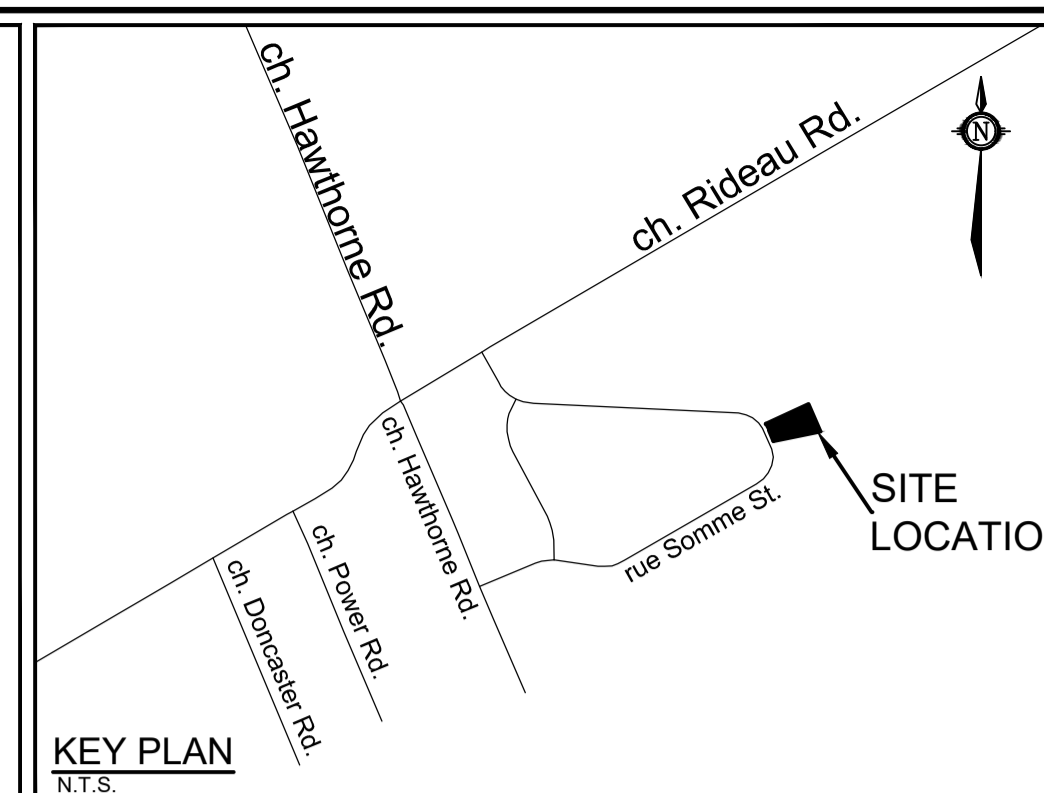 ch. Hawthorne Rd.
ch. Rideau Rd.
N
ch. Hawthorne Rd.
SITE
LOCATIO
rue Somme St.
ch. Power Rd.
ch. Doncaster Rd.
KEY PLAN
N.T.S.